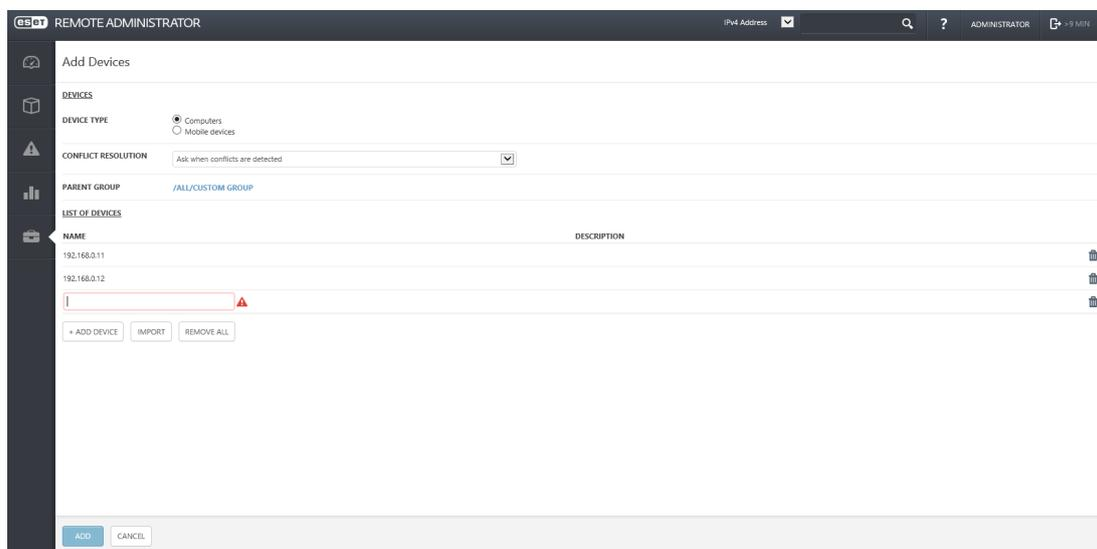 eset REMOTE ADMINISTRATOR IPv4 Address ? ADMINISTRATOR >9 MIN
Add Devices
DEVICES
DEVICE TYPE Computers
Mobile devices
CONFLICT RESOLUTION Ask when conflicts are detected
PARENT GROUP /ALL/CUSTOM GROUP
LIST OF DEVICES
NAME DESCRIPTION
192.168.0.11
192.168.0.12
+ ADD DEVICE IMPORT REMOVE ALL
ADD CANCEL